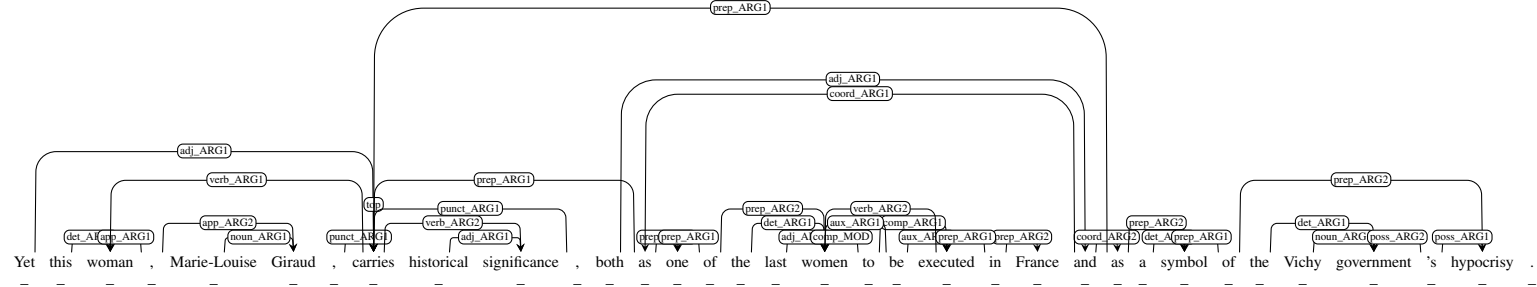 prep_ARG1
adj_ARG1
coord_ARG1
adj_ARG1
verb_ARG1 prep_ARG1 prep_ARG2
top punct_ARG1 prep_ARG2 verb_ARG2
app_ARG2 verb_ARG2 det_ARG1 aux_ARG1 comp_ARG1 prep_ARG2 det_ARG1
app_ARG1 noun_ARG1 punct_ARG1 adj_ARG1 prep_ARG1 comp_MOD prep_ARG1 prep_ARG2 coord_ARG2 prep_ARG1 poss_ARG2 poss_ARG1
Yet this woman , Marie-Louise Giraud , carries historical significance , both as one of the last women to be executed in France and as a symbol of the Vichy government 's hypocrisy .
_ _ _ _ _ _ _ _ _ _ _ _ _ _ _ _ _ _ _ _ _ _ _ _ _ _ _ _ _ _ _ _ _ _